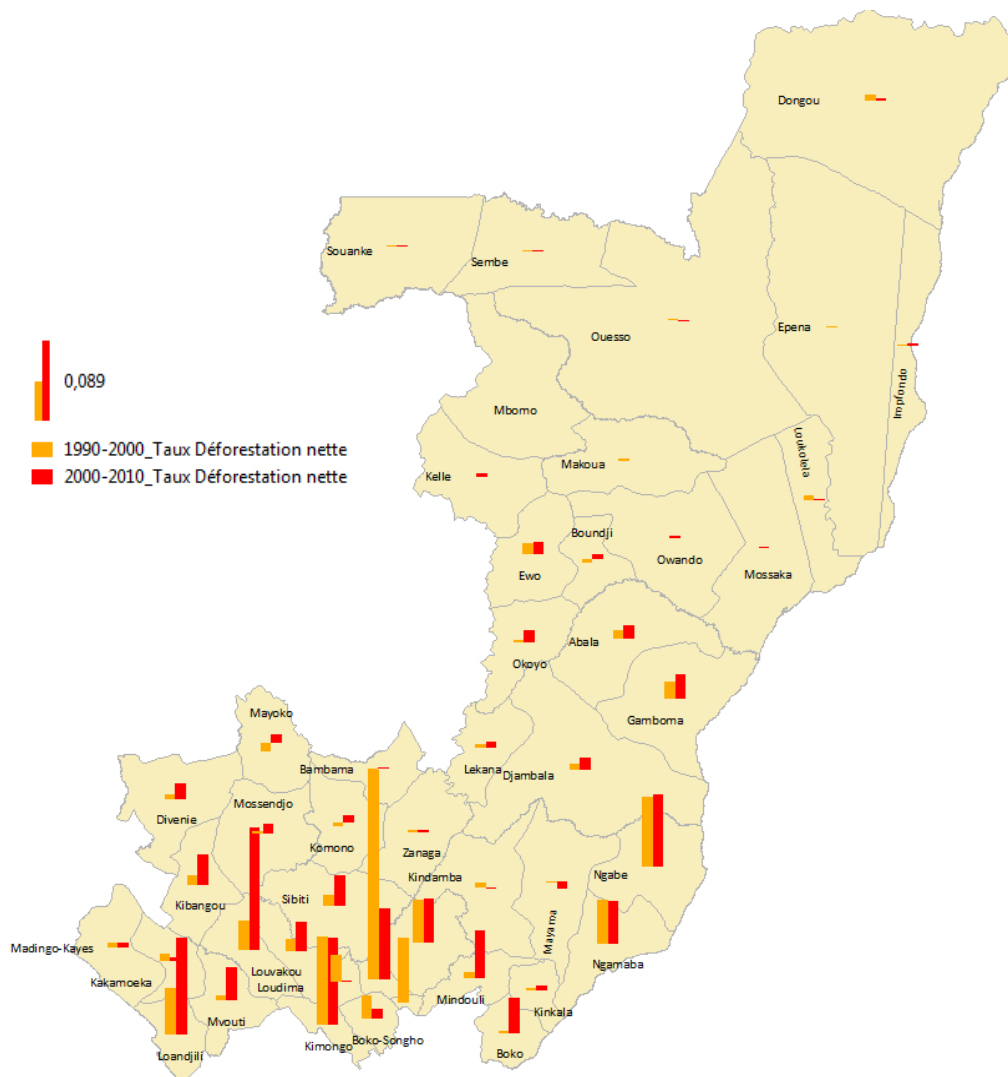 Dongou
Souanke
Sembe
Ouesso
Epena
Impfondo
0,089
Mbomo
1990-2000_Taux Déforestation nette
2000-2010_Taux Déforestation nette
Loukolela
Makoua
Kelle
Boundji
Owando
Ewo
Mossaka
Abala
Okoyo
Gamboma
Mayoko
Bambama
Lekana
Djambala
Divenie
Mossendjo
Komono
Zanaga
Kindamba
Ngabe
Sibiti
Kibangou
Mayama
Madingo-Kayes
Ngamaba
Louvakou
Kakamoeka
Loudima
Mindouli
Mvouti
Kinkala
Kimongo
Boko-Songho
Loandjili
Boko